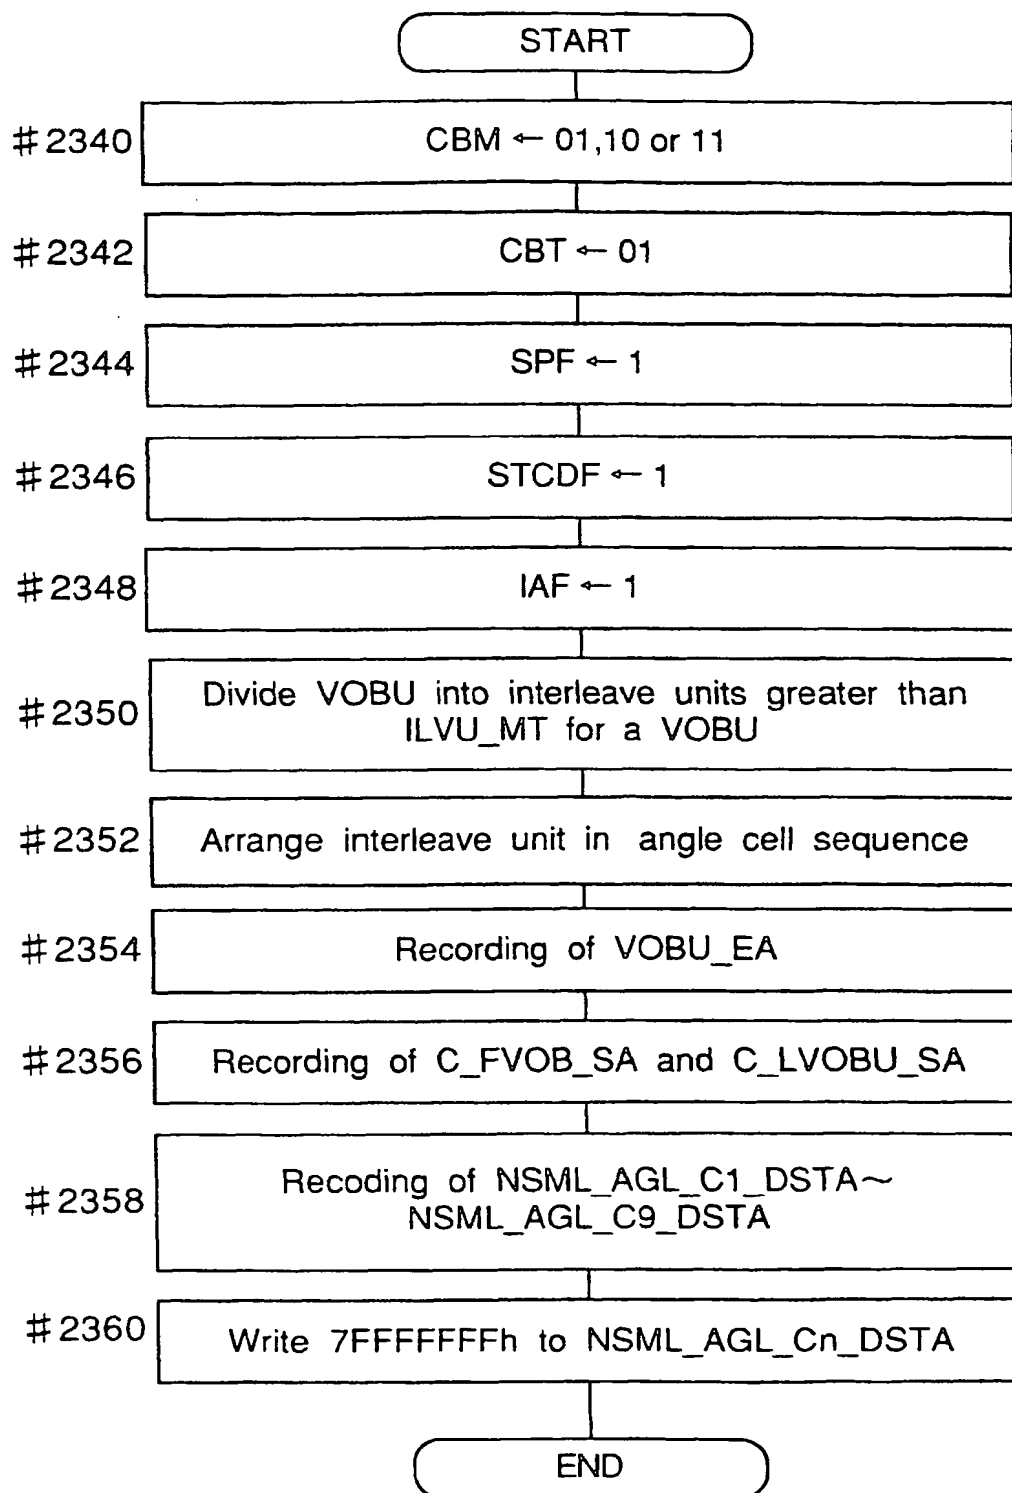 START
#2340 CBM ← 01,10 or 11
#2342 CBT ← 01
#2344 SPF ← 1
#2346 STCDF ← 1
#2348 IAF ← 1
#2350 Divide VOBU into interleave units greater than
ILVU_MT for a VOBU
#2352 Arrange interleave unit in angle cell sequence
#2354 Recording of VOBU_EA
#2356 Recording of C_FVOB_SA and C_LVOBU_SA
#2358 Recoding of NSML_AGL_C1_DSTA~
NSML_AGL_C9_DSTA
#2360 Write 7FFFFFFFh to NSML_AGL_Cn_DSTA
END